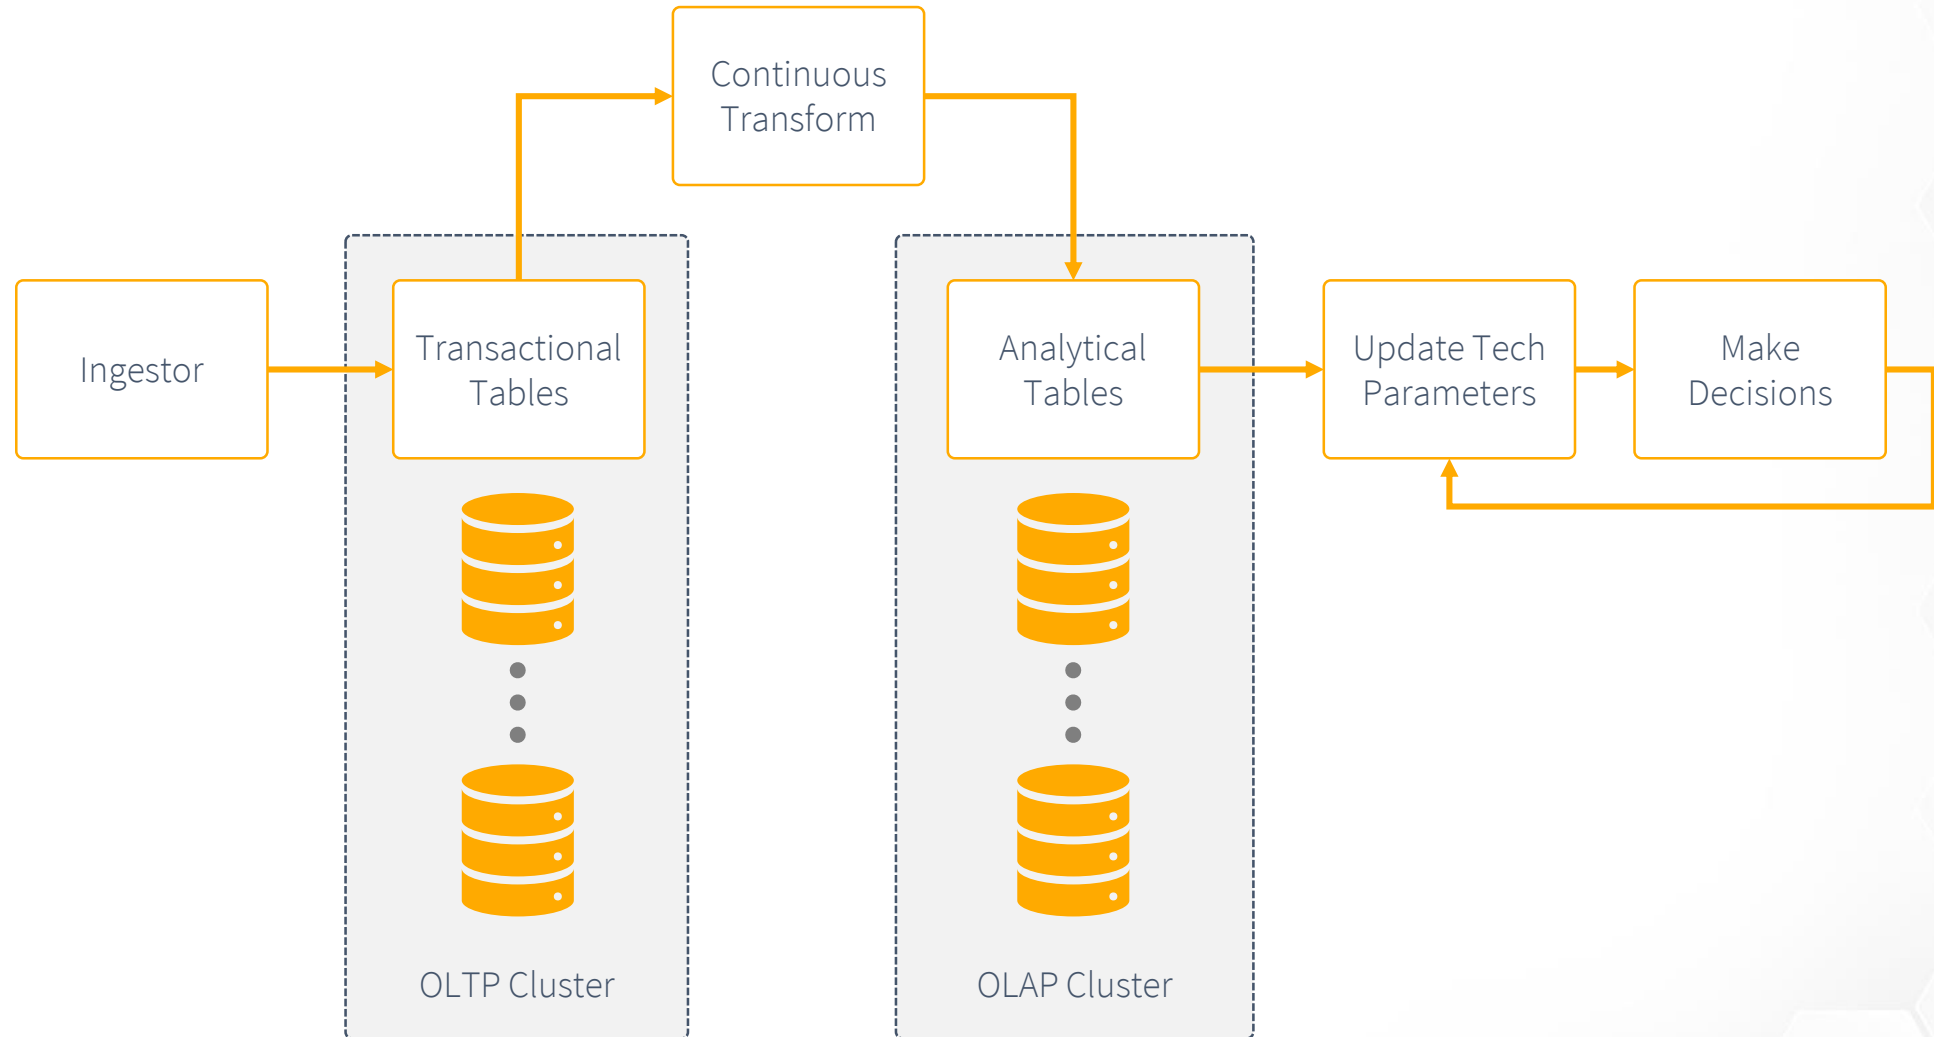 Continuous
Transform
Ingestor
Transactional
Tables
Analytical
Tables
Update Tech
Parameters
Make
Decisions
OLTP Cluster
OLAP Cluster